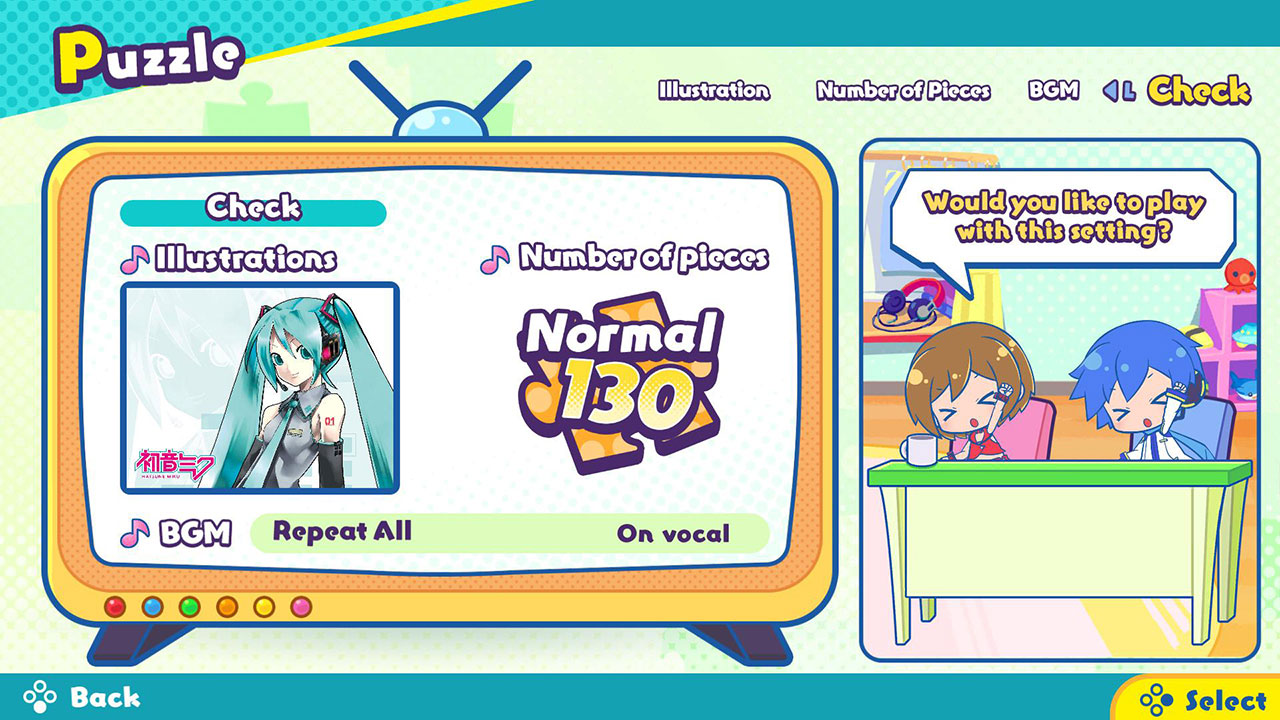 Puzzle
Illustration Number of Pieces BGM L Check
Check
Illustrations
Number of pieces
01
初音ミク
HATSUNE MIKU
Normal
130
BGM Repeat All On vocal
Would you like to play
with this setting?
Back
Select